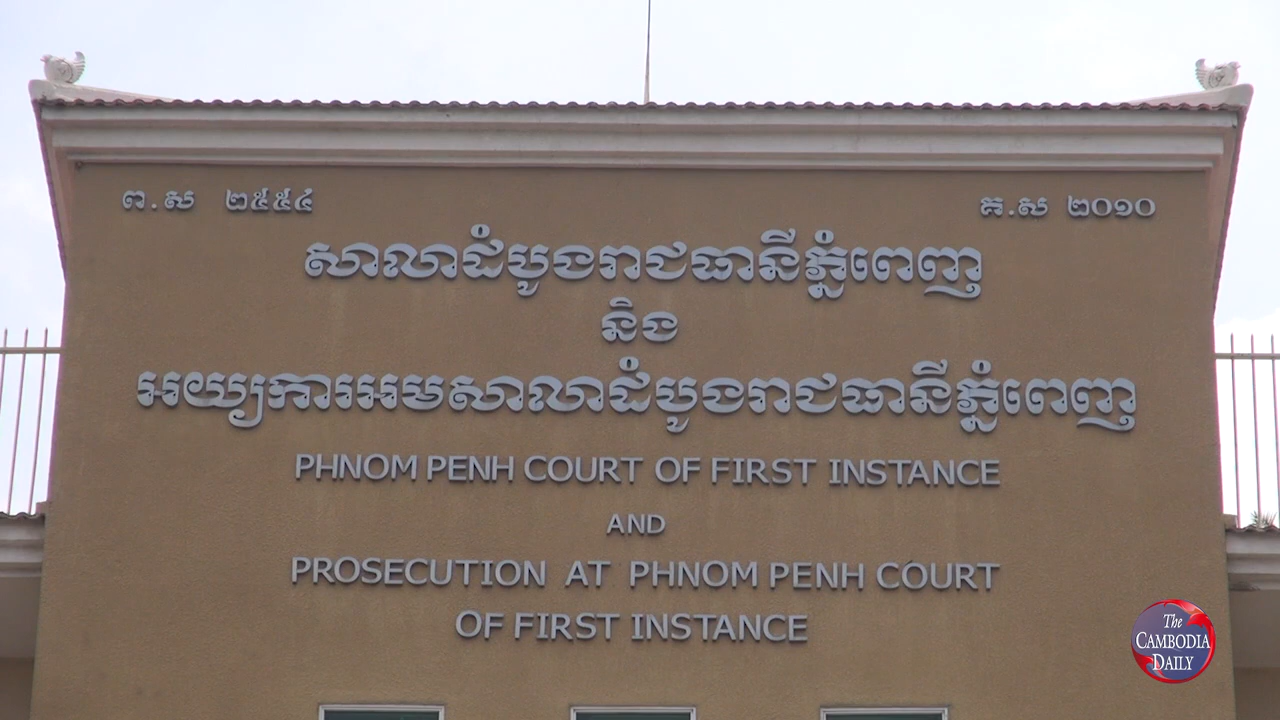 ព.ស ២៥៥៤ គ.ស ២០១០
សាលាដំបូងរាជធានីភ្នំពេញ
និង
អយ្យការអមសាលាដំបូងរាជធានីភ្នំពេញ
PHNOM PENH COURT OF FIRST INSTANCE
AND
PROSECUTION AT PHNOM PENH COURT
OF FIRST INSTANCE
The
CAMBODIA
DAILY